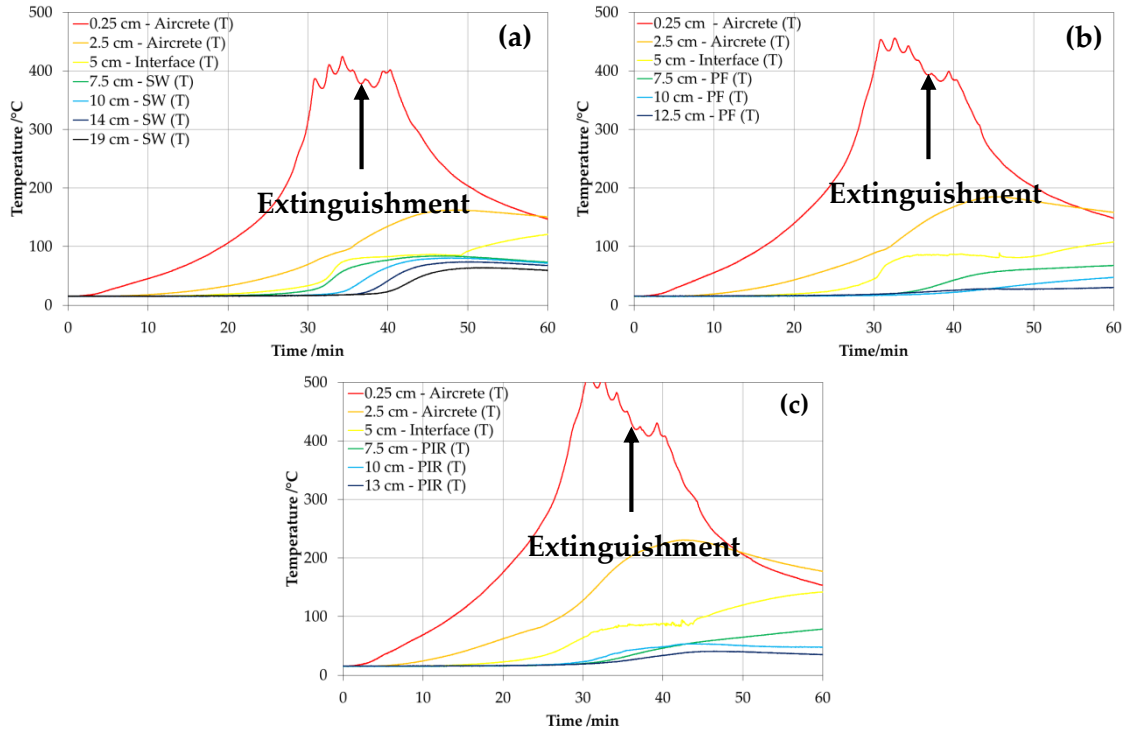 (a)
500
400
300
200
100
0
Temperature /°C
0.25 cm - Aircrete (T)
2.5 cm - Aircrete (T)
5 cm - Interface (T)
7.5 cm - SW (T)
10 cm - SW (T)
14 cm - SW (T)
19 cm - SW (T)
Extinguishment
0 10 20 30 40 50 60
Time /min
(b)
500
400
300
200
100
0
Temperature /°C
0.25 cm - Aircrete (T)
2.5 cm - Aircrete (T)
5 cm - Interface (T)
7.5 cm - PF (T)
10 cm - PF (T)
12.5 cm - PF (T)
Extinguishment
0 10 20 30 40 50 60
Time/min
(c)
500
400
300
200
100
0
Temperature /°C
0.25 cm - Aircrete (T)
2.5 cm - Aircrete (T)
5 cm - Interface (T)
7.5 cm - PIR (T)
10 cm - PIR (T)
13 cm - PIR (T)
Extinguishment
0 10 20 30 40 50 60
Time /min